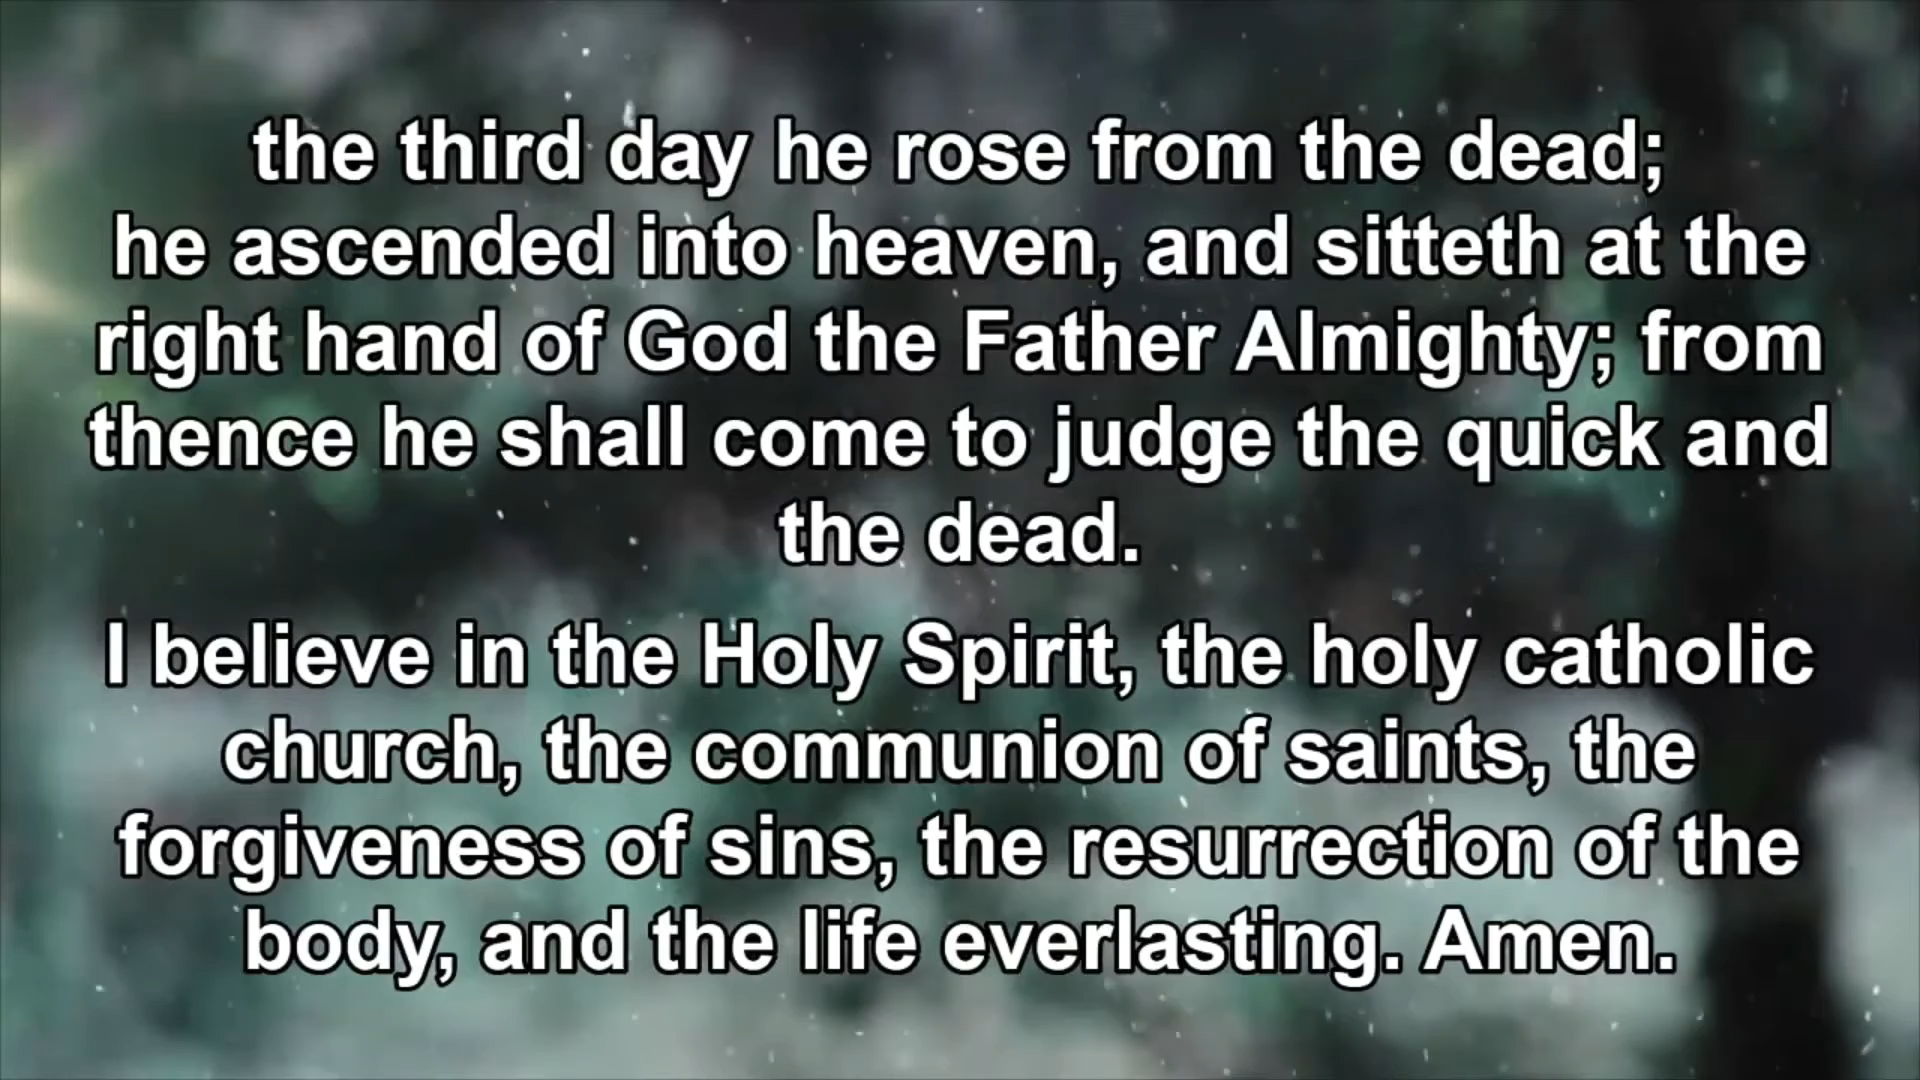 the third day he rose from the dead;
he ascended into heaven, and sitteth at the
right hand of God the Father Almighty; from
thence he shall come to judge the quick and
the dead.
I believe in the Holy Spirit, the holy catholic
church, the communion of saints, the
forgiveness of sins, the resurrection of the
body, and the life everlasting. Amen.